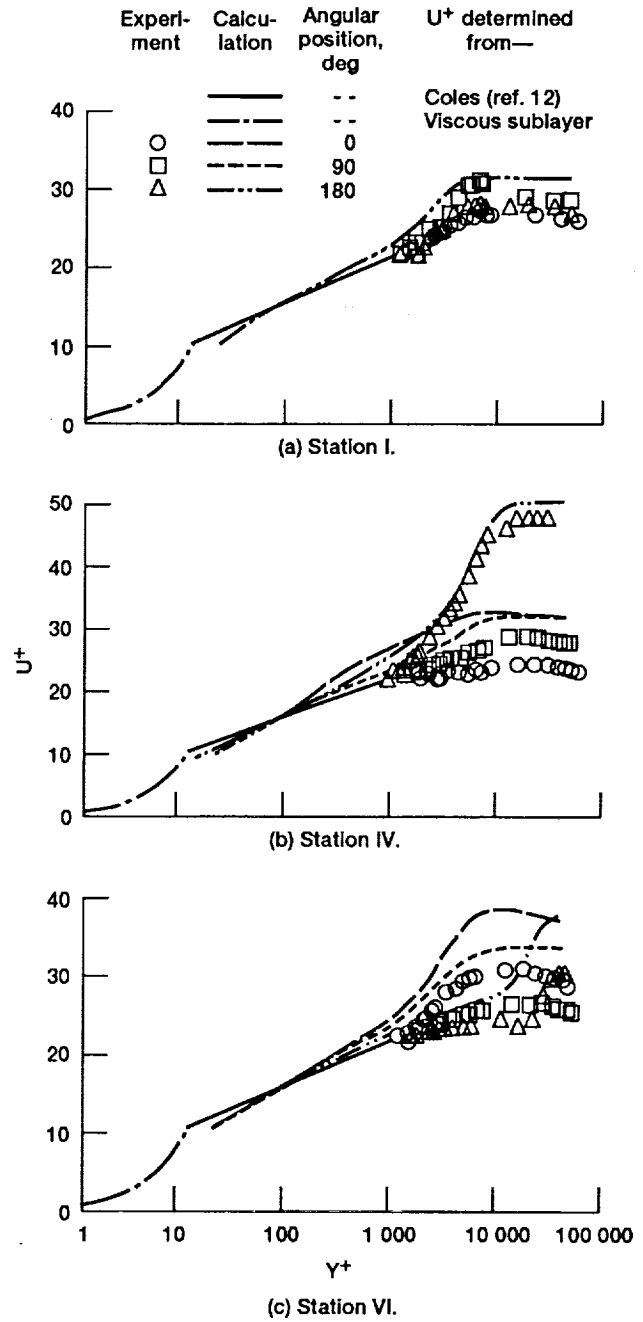 Experi- Calcu- Angular U+ determined
ment lation position, from—
deg
-- Coles (ref. 12)
-- Viscous sublayer
0
90
180
40
30
20
10
0
(a) Station I.
50
40
30
20
10
0
U+
(b) Station IV.
40
30
20
10
0
1 10 100 1 000 10 000 100 000
Y+
(c) Station VI.